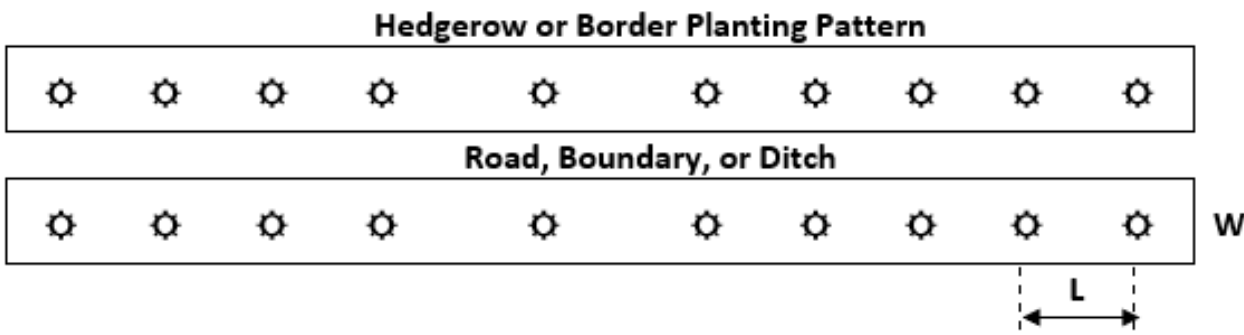 Hedgerow or Border Planting Pattern
Road, Boundary, or Ditch
W
L